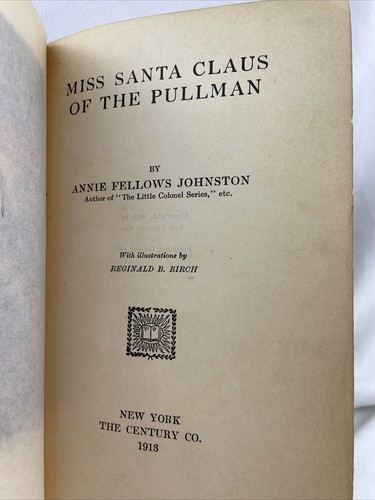 MISS SANTA CLAUS
OF THE PULLMAN
BY
ANNIE FELLOWS JOHNSTON
Author of "The Little Colonel Series," etc.
With illustrations by
REGINALD B. BIRCH
NEW YORK
THE CENTURY CO.
1913